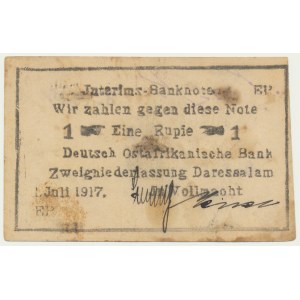 Interims-Banknote EP
Wir zahlen gegen diese Note
1 Eine Rupie 1
Deutsch Ostafrikanische Bank
Zweigniederlassung Daressalam
1 Juli 1917. Vollmacht
EP